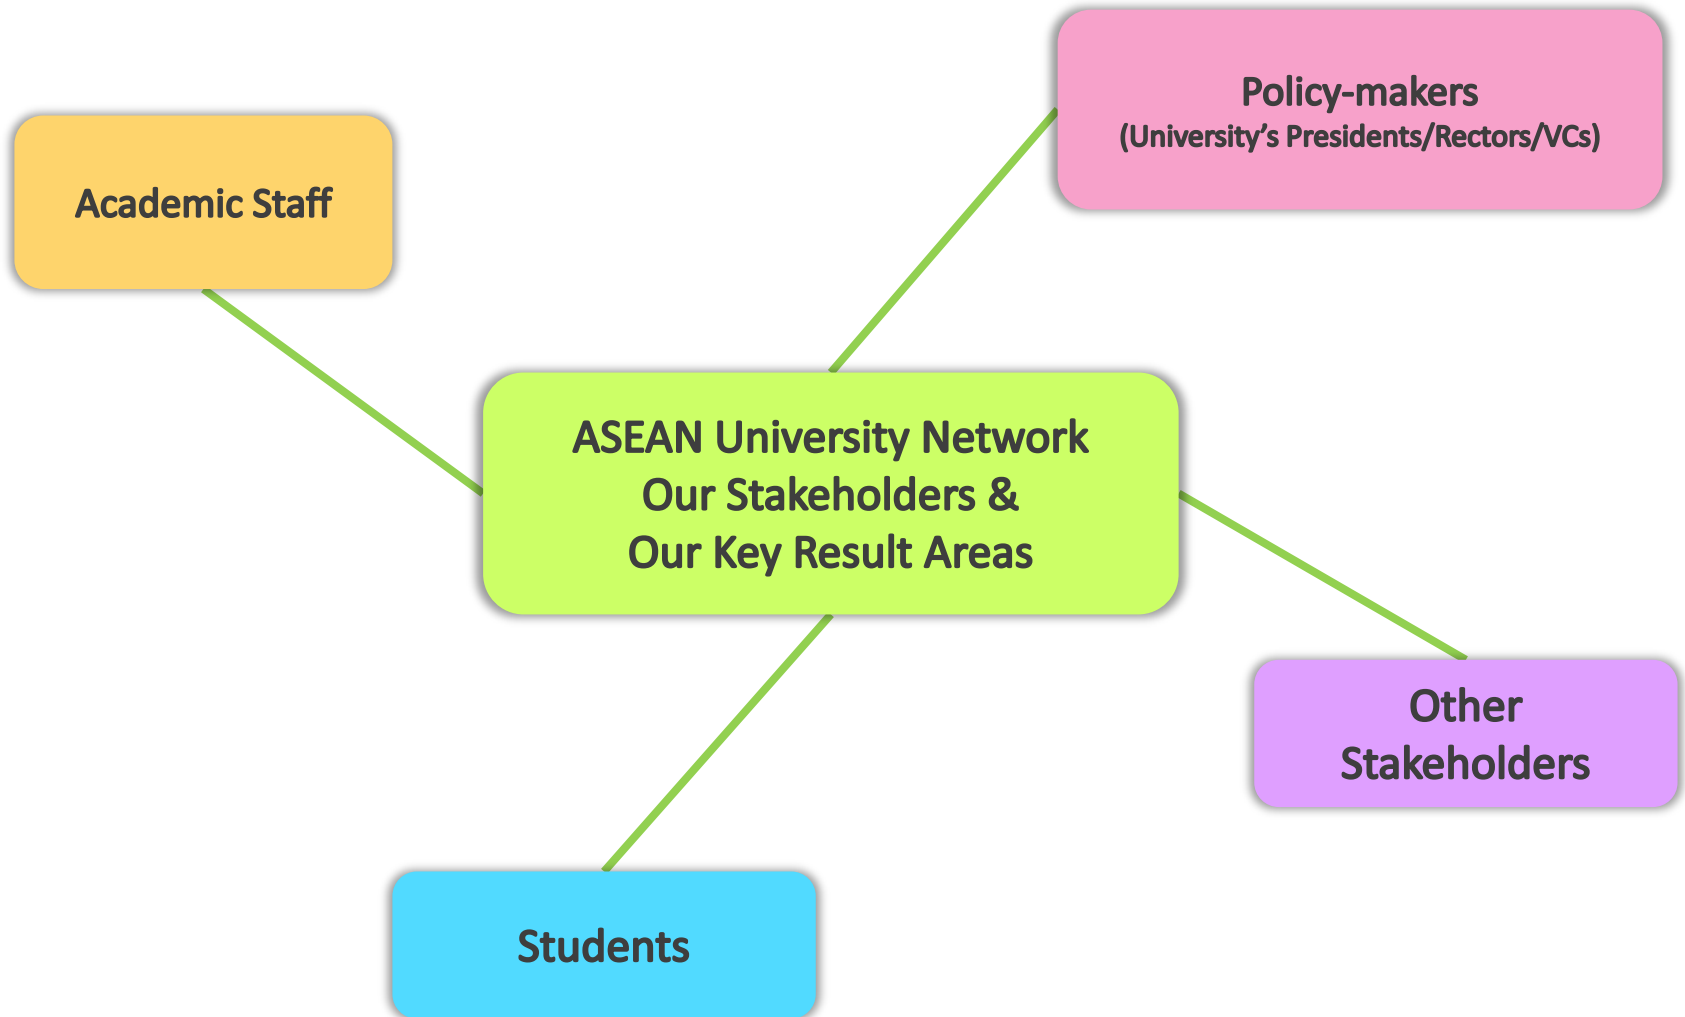 Policy-makers
(University’s Presidents/Rectors/VCs)
Academic Staff
ASEAN University Network
Our Stakeholders &
Our Key Result Areas
Other
Stakeholders
Students